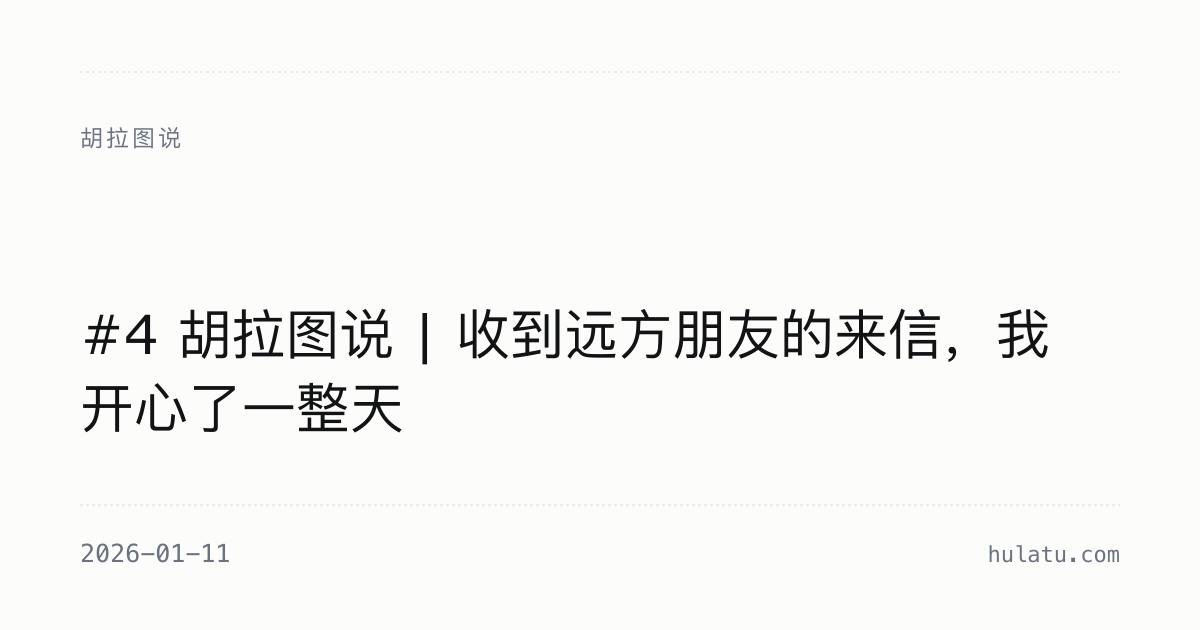 胡拉图说
#4 胡拉图说 | 收到远方朋友的来信，我
开心了一整天
2026-01-11
hulatu.com